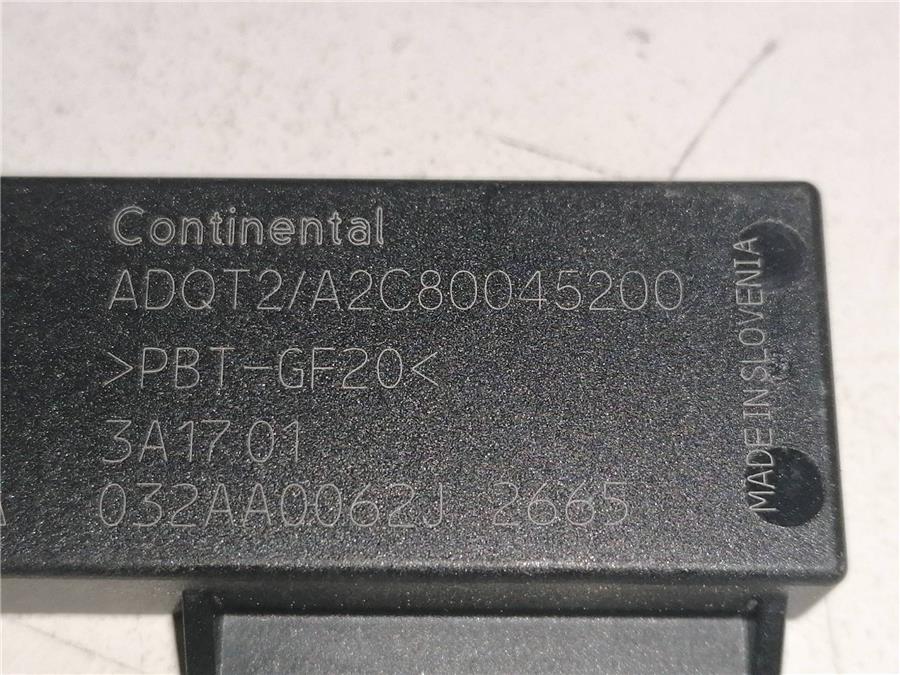 Continental
ADQT2/A2C80045200
>PBT-GF20<
3A17 01
032AA0062J 2665
MADE IN SLOVENIA